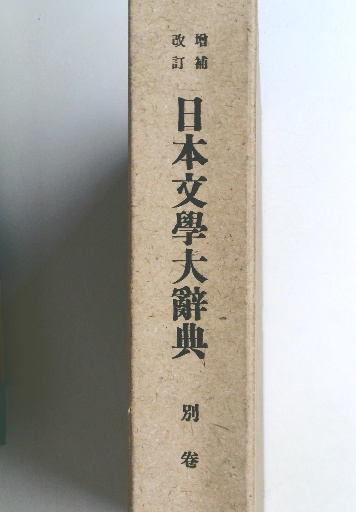 增補
改訂
日本文學大辭典
別卷